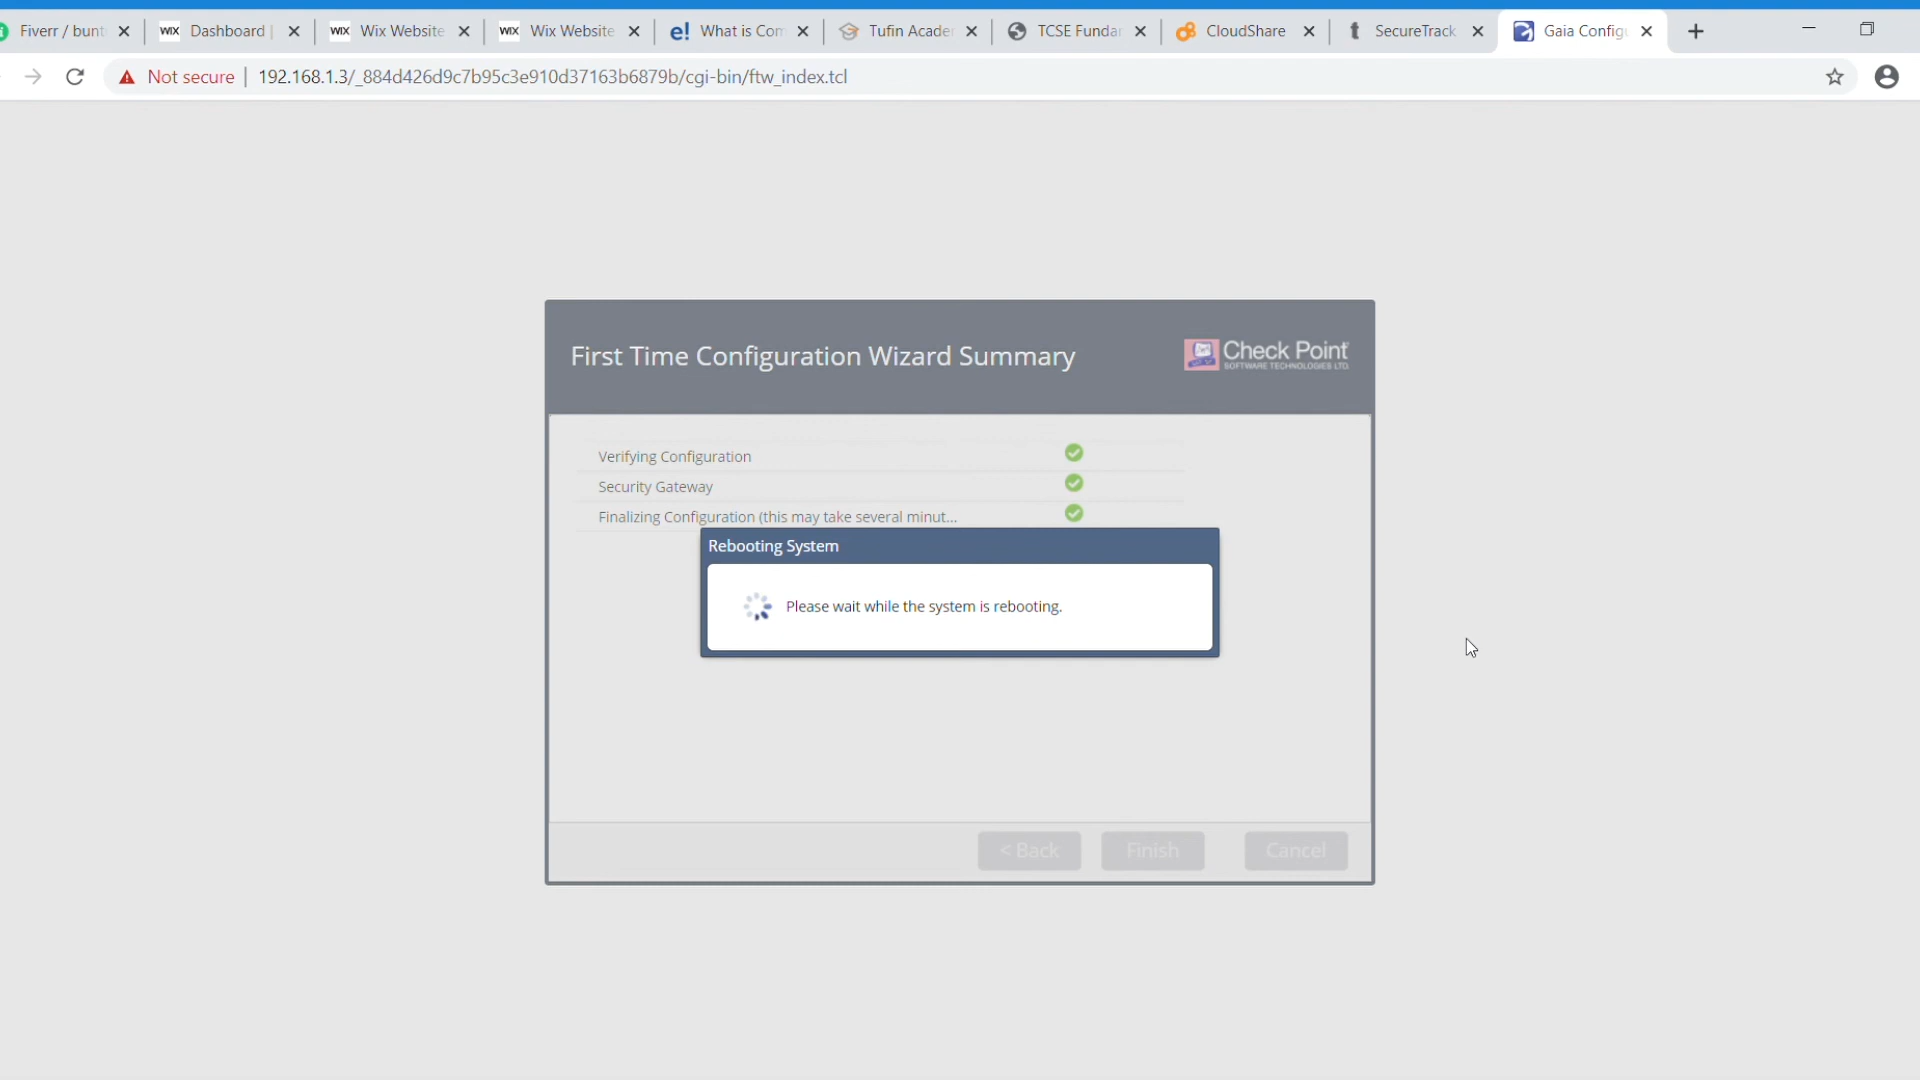 Fiverr / bunt
WIX Dashboard |
WIX Wix Website
WIX Wix Website
e! What is Con
Tufin Acade
TCSE Funda
CloudShare
t SecureTrack
Gaia Config
Not secure | 192.168.1.3/_884d426d9c7b95c3e910d37163b6879b/cgi-bin/ftw_index.tcl
First Time Configuration Wizard Summary
Check Point
SOFTWARE TECHNOLOGIES LTD.
Verifying Configuration
Security Gateway
Finalizing Configuration (this may take several minut...
Rebooting System
Please wait while the system is rebooting.
< Back
Finish
Cancel